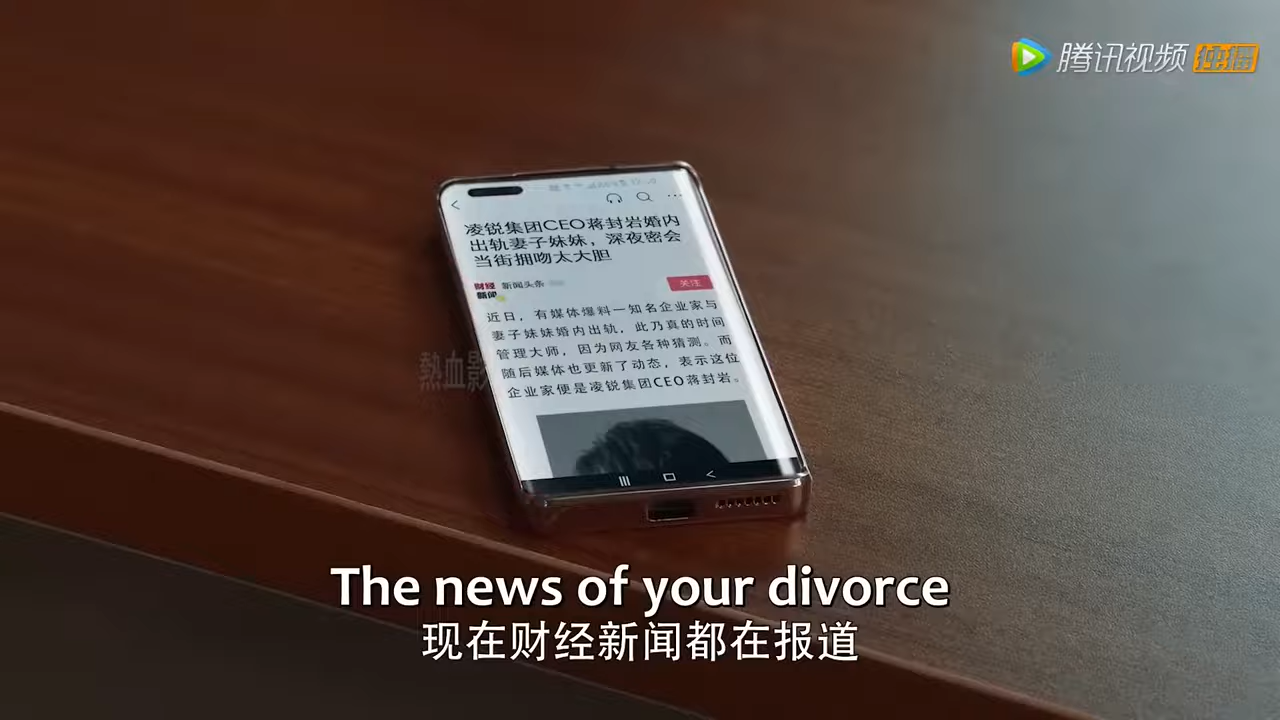 腾讯视频 独播
凌锐集团CEO蒋封岩婚内
出轨妻子妹妹，深夜密会
当街拥吻太大胆
财经
新闻
新闻头条
关注
近日，有媒体爆料一知名企业家与
妻子妹妹婚内出轨，此乃真的时间
管理大师，因为网友各种猜测。而
随后媒体也更新了动态，表示这位
企业家便是凌锐集团CEO蒋封岩。
熱血影
The news of your divorce
现在财经新闻都在报道